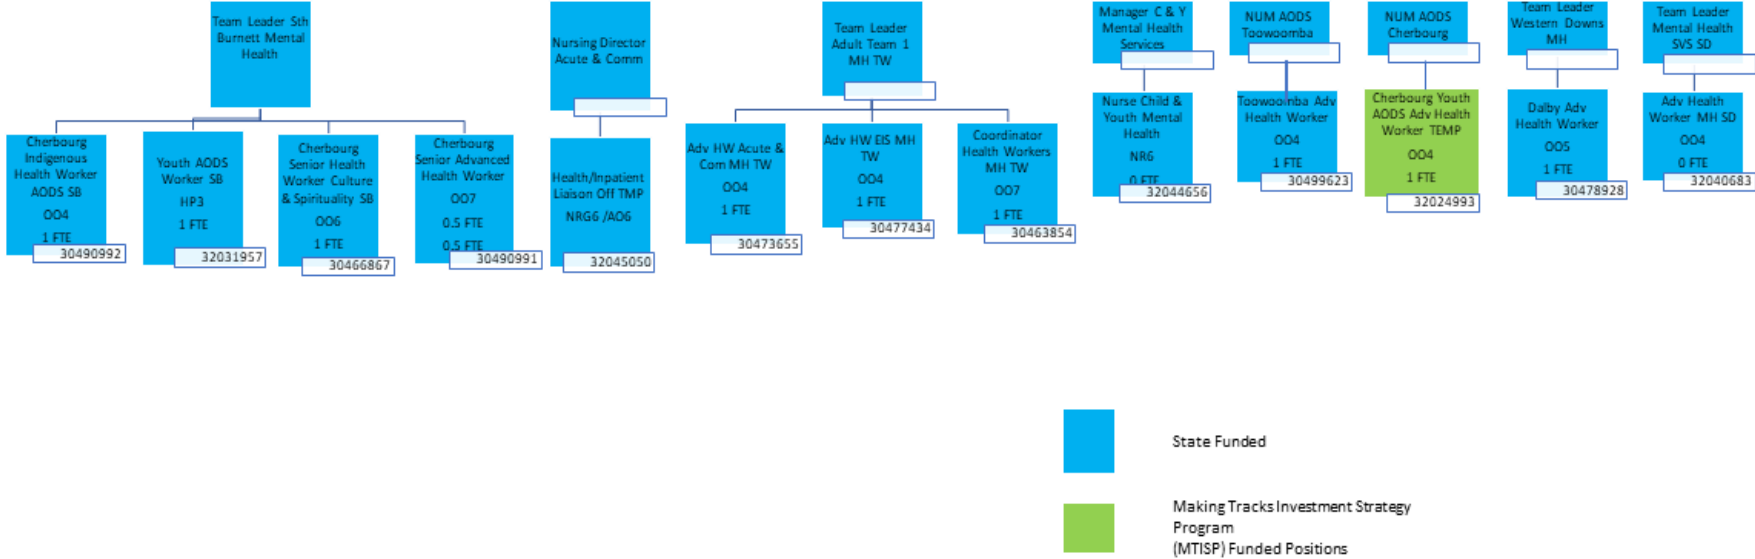 Team Leader Sth
Burnett Mental
Health
Cherbourg
Indigenous
Health Worker
AODS SB
OO4
1 FTE
30490992
Youth AODS
Worker SB
HP3
1 FTE
32031957
Cherbourg
Senior Health
Worker Culture
& Spirituality SB
OO6
1 FTE
30466867
Cherbourg
Senior Advanced
Health Worker
OO7
0.5 FTE
0.5 FTE
30490991
Nursing Director
Acute & Comm
Health/Inpatient
Liaison Off TMP
NRG6 /AO6
32045050
Team Leader
Adult Team 1
MH TW
Adv HW Acute &
Com MH TW
OO4
1 FTE
30473655
Adv HW EIS MH
TW
OO4
1 FTE
30477434
Coordinator
Health Workers
MH TW
OO7
1 FTE
30463854
Manager C & Y
Mental Health
Services
Nurse Child &
Youth Mental
Health
NR6
0 FTE
32044656
NUM AODS
Toowoomba
Toowoomba Adv
Health Worker
OO4
1 FTE
30499623
NUM AODS
Cherbourg
Cherbourg Youth
AODS Adv Health
Worker TEMP
OO4
1 FTE
32024993
Team Leader
Western Downs
MH
Dalby Adv
Health Worker
OO5
1 FTE
30478928
Team Leader
Mental Health
SVS SD
Adv Health
Worker MH SD
OO4
0 FTE
32040683
State Funded
Making Tracks Investment Strategy
Program
(MTISP) Funded Positions